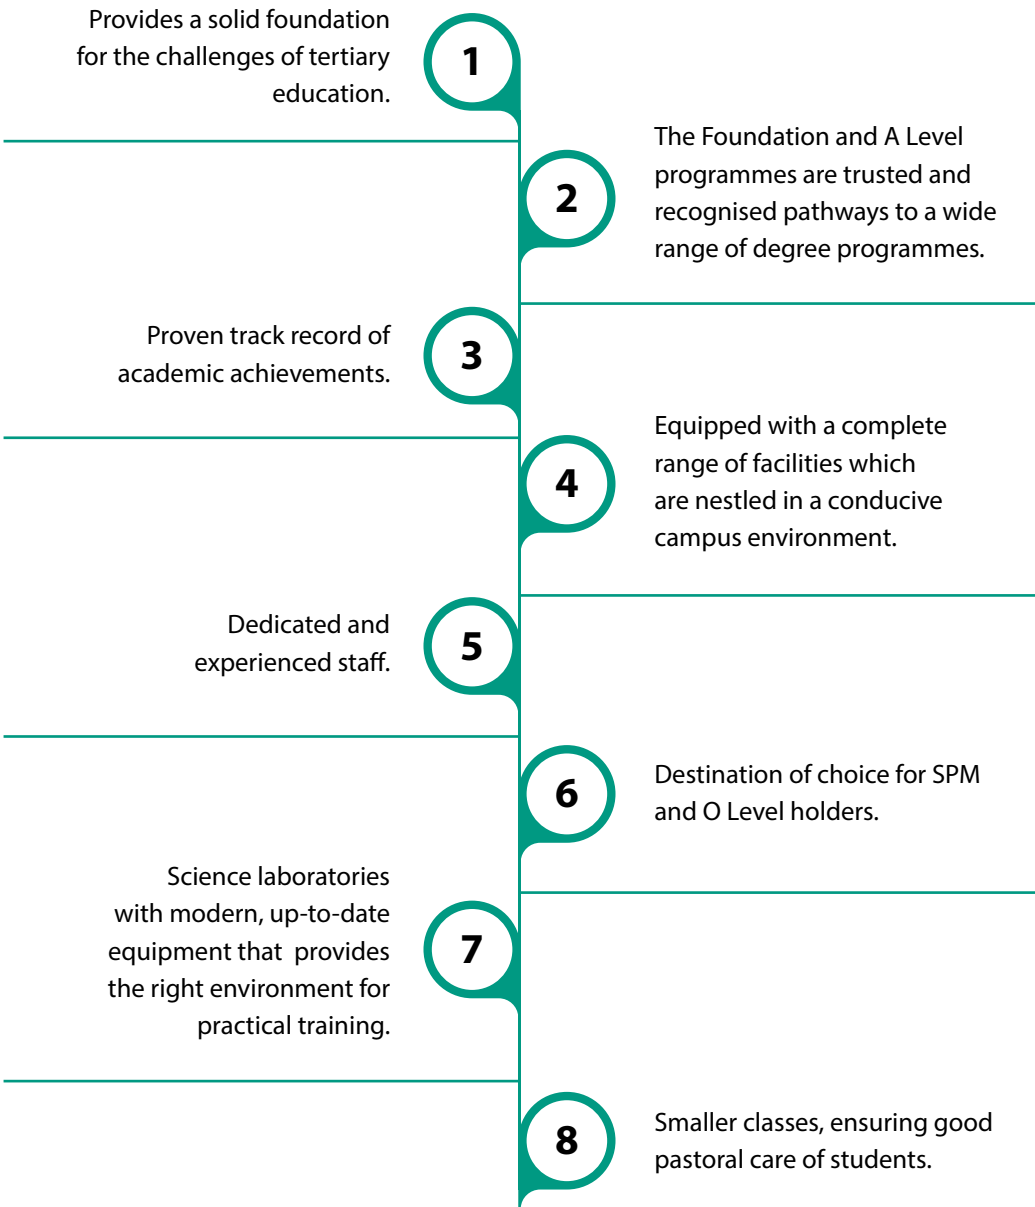 Provides a solid foundation
for the challenges of tertiary
education.
1
2
The Foundation and A Level
programmes are trusted and
recognised pathways to a wide
range of degree programmes.
Proven track record of
academic achievements.
3
4
Equipped with a complete
range of facilities which
are nestled in a conducive
campus environment.
Dedicated and
experienced staff.
5
6
Destination of choice for SPM
and O Level holders.
Science laboratories
with modern, up-to-date
equipment that  provides
the right environment for
practical training.
7
8
Smaller classes, ensuring good
pastoral care of students.